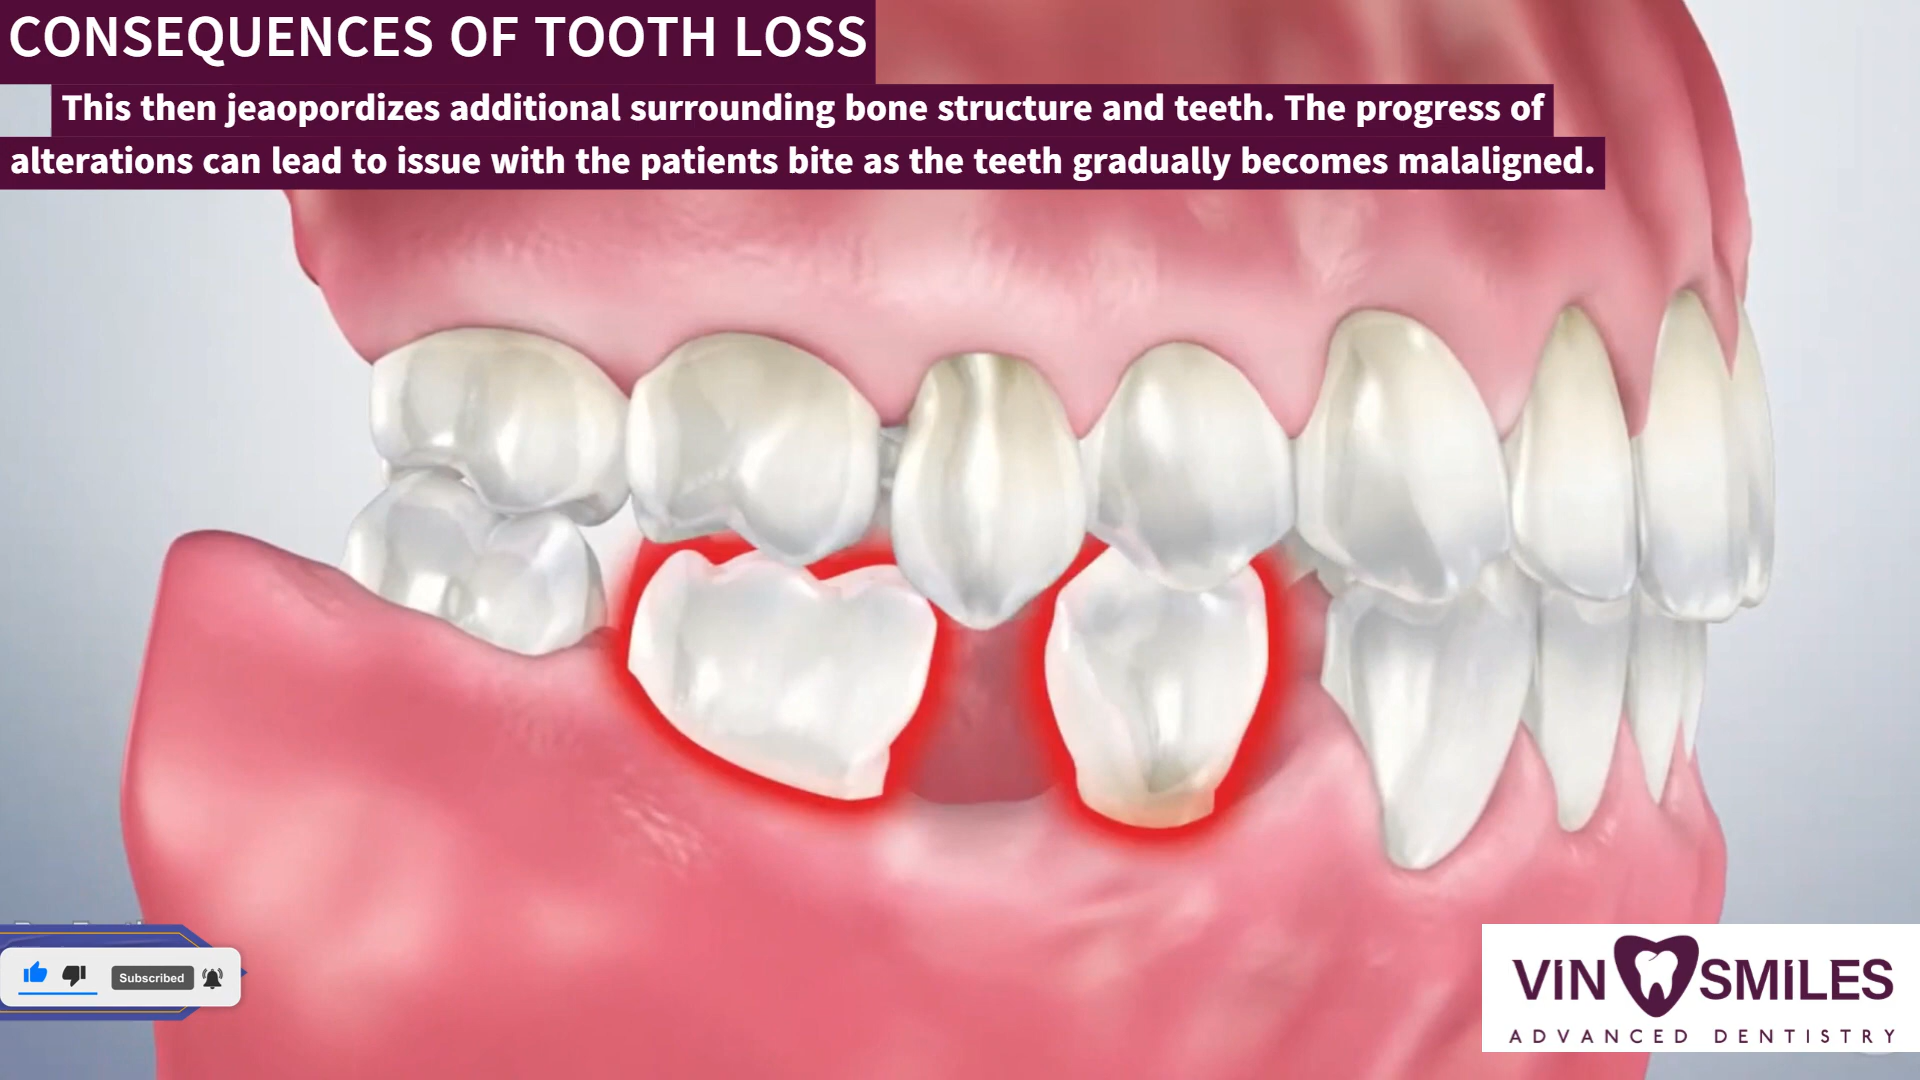 CONSEQUENCES OF TOOTH LOSS
This then jeaopordizes additional surrounding bone structure and teeth. The progress of
alterations can lead to issue with the patients bite as the teeth gradually becomes malaligned.
Subscribed
VIN SMILES
ADVANCED DENTISTRY